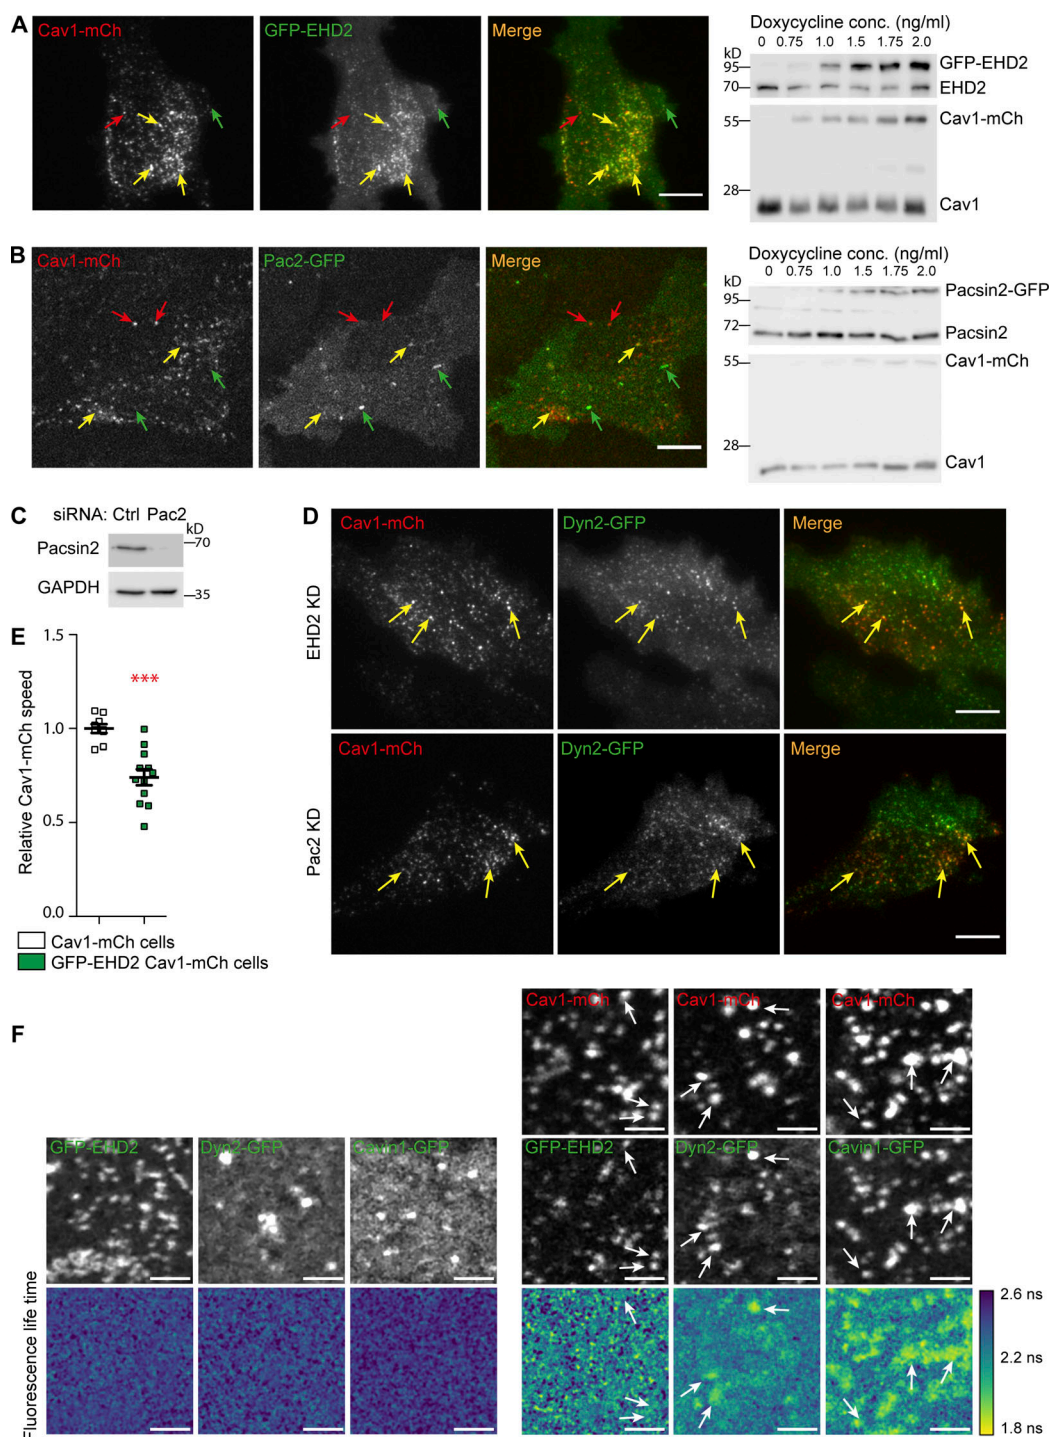 A
Cav1-mCh
GFP-EHD2
Merge
Doxycycline conc. (ng/ml)
0 0.75 1.0 1.5 1.75 2.0
kD
95
70
55
28
GFP-EHD2
EHD2
Cav1-mCh
Cav1
B
Cav1-mCh
Pac2-GFP
Merge
Doxycycline conc. (ng/ml)
0 0.75 1.0 1.5 1.75 2.0
kD
95
72
55
28
Pacsin2-GFP
Pacsin2
Cav1-mCh
Cav1
C
siRNA: Ctrl Pac2
kD
Pacsin2
70
GAPDH
35
D
Cav1-mCh
Dyn2-GFP
Merge
EHD2 KD
Cav1-mCh
Dyn2-GFP
Merge
Pac2 KD
E
Relative Cav1-mCh speed
1.5
1.0
0.5
0.0
***
Cav1-mCh cells
GFP-EHD2 Cav1-mCh cells
F
Cav1-mCh
Cav1-mCh
Cav1-mCh
GFP-EHD2
Dyn2-GFP
Cavin1-GFP
GFP-EHD2
Dyn2-GFP
Cavin1-GFP
Fluorescence life time
2.6 ns
2.2 ns
1.8 ns